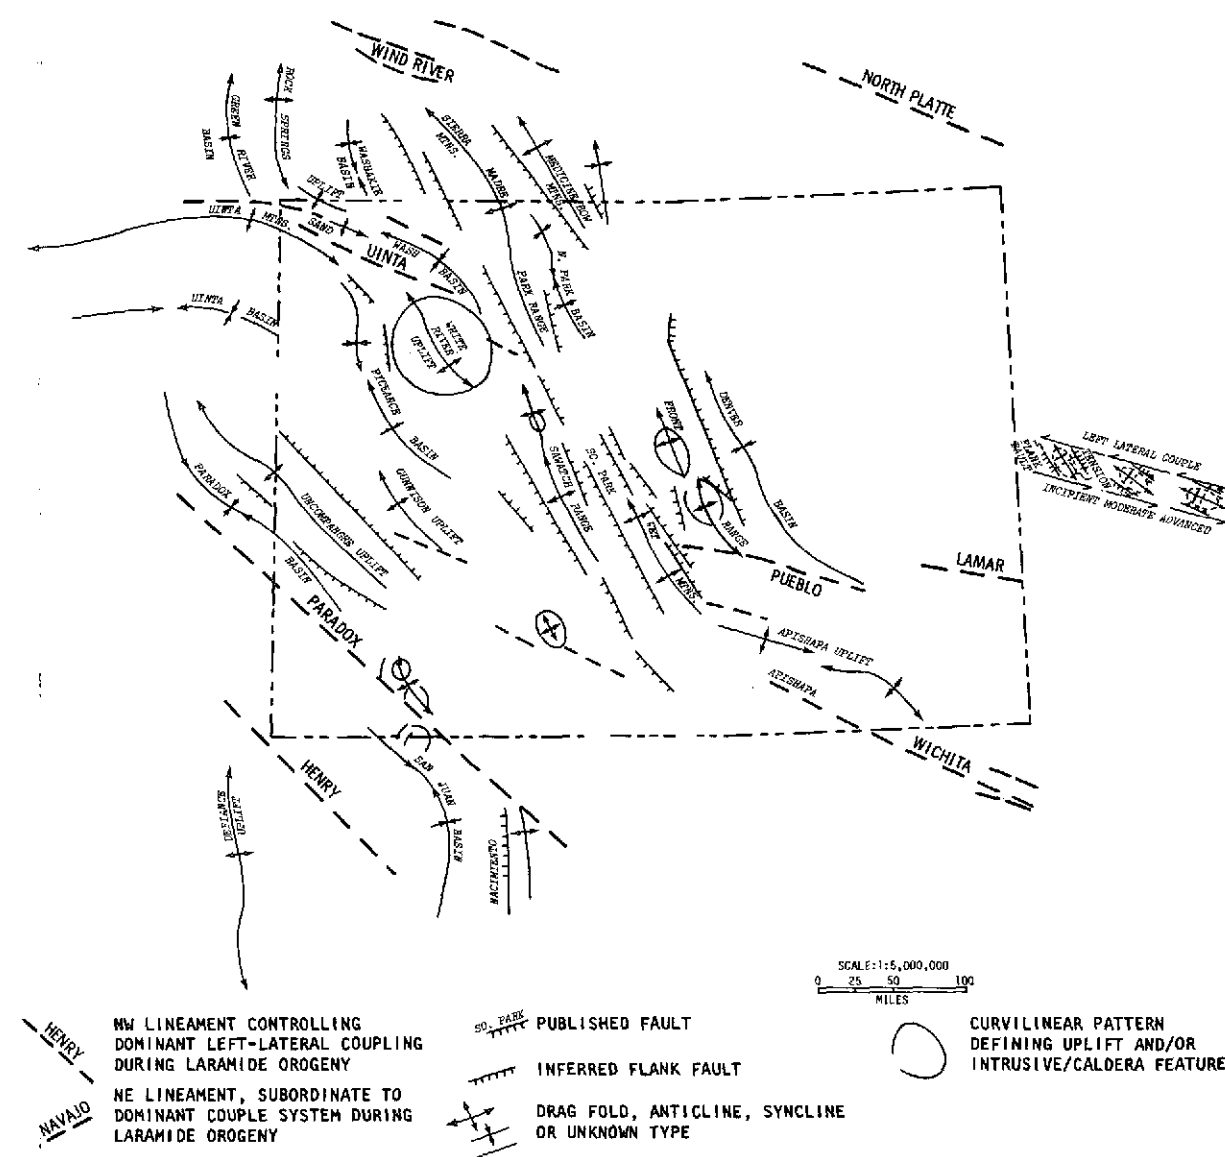 WIND RIVER
NORTH PLATTE
ROCK SPRINGS UPLIFT
GREEN RIVER BASIN
WASHAKIE BASIN
SIERRA MADRE MTNS.
MEDICINE BOW MTNS.
UINTA MTNS.
SAND WASH BASIN
UINTA
N. PARK BASIN
PARK RANGE
UINTA BASIN
WHITE RIVER UPLIFT
PICEANCE BASIN
DENVER BASIN
FRONT RANGE
SAWATCH RANGE
SO. PARK
WET MTNS.
GUNNISON UPLIFT
PARADOX BASIN
UNCOMPAHGRE UPLIFT
LEFT LATERAL COUPLE
FLANK FAULT
TENSION
INCIPIENT MODERATE ADVANCED
PARADOX
PUEBLO
LAMAR
APISHAPA UPLIFT
APISHAPA
WICHITA
HENRY
SAN JUAN BASIN
DEFIANCE UPLIFT
NACIMIENTO
SCALE:1:5,000,000
0 25 50 100
MILES
HENRY
NW LINEAMENT CONTROLLING
DOMINANT LEFT-LATERAL COUPLING
DURING LARAMIDE OROGENY
NAVAJO
NE LINEAMENT, SUBORDINATE TO
DOMINANT COUPLE SYSTEM DURING
LARAMIDE OROGENY
SO. PARK
PUBLISHED FAULT
INFERRED FLANK FAULT
DRAG FOLD, ANTICLINE, SYNCLINE
OR UNKNOWN TYPE
CURVILINEAR PATTERN
DEFINING UPLIFT AND/OR
INTRUSIVE/CALDERA FEATURE